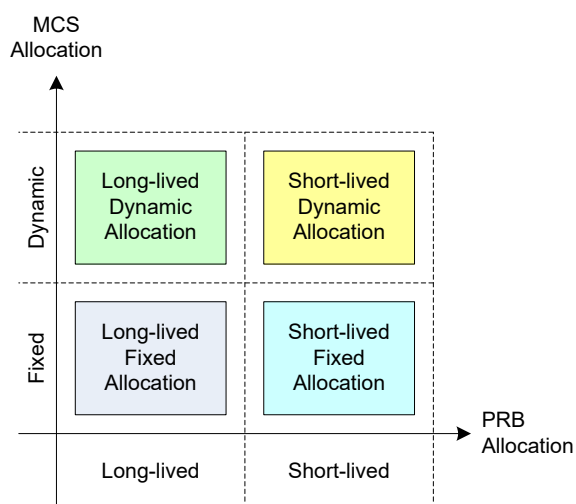 MCS
Allocation
Dynamic
Long-lived
Dynamic
Allocation
Short-lived
Dynamic
Allocation
Fixed
Long-lived
Fixed
Allocation
Short-lived
Fixed
Allocation
PRB
Allocation
Long-lived
Short-lived